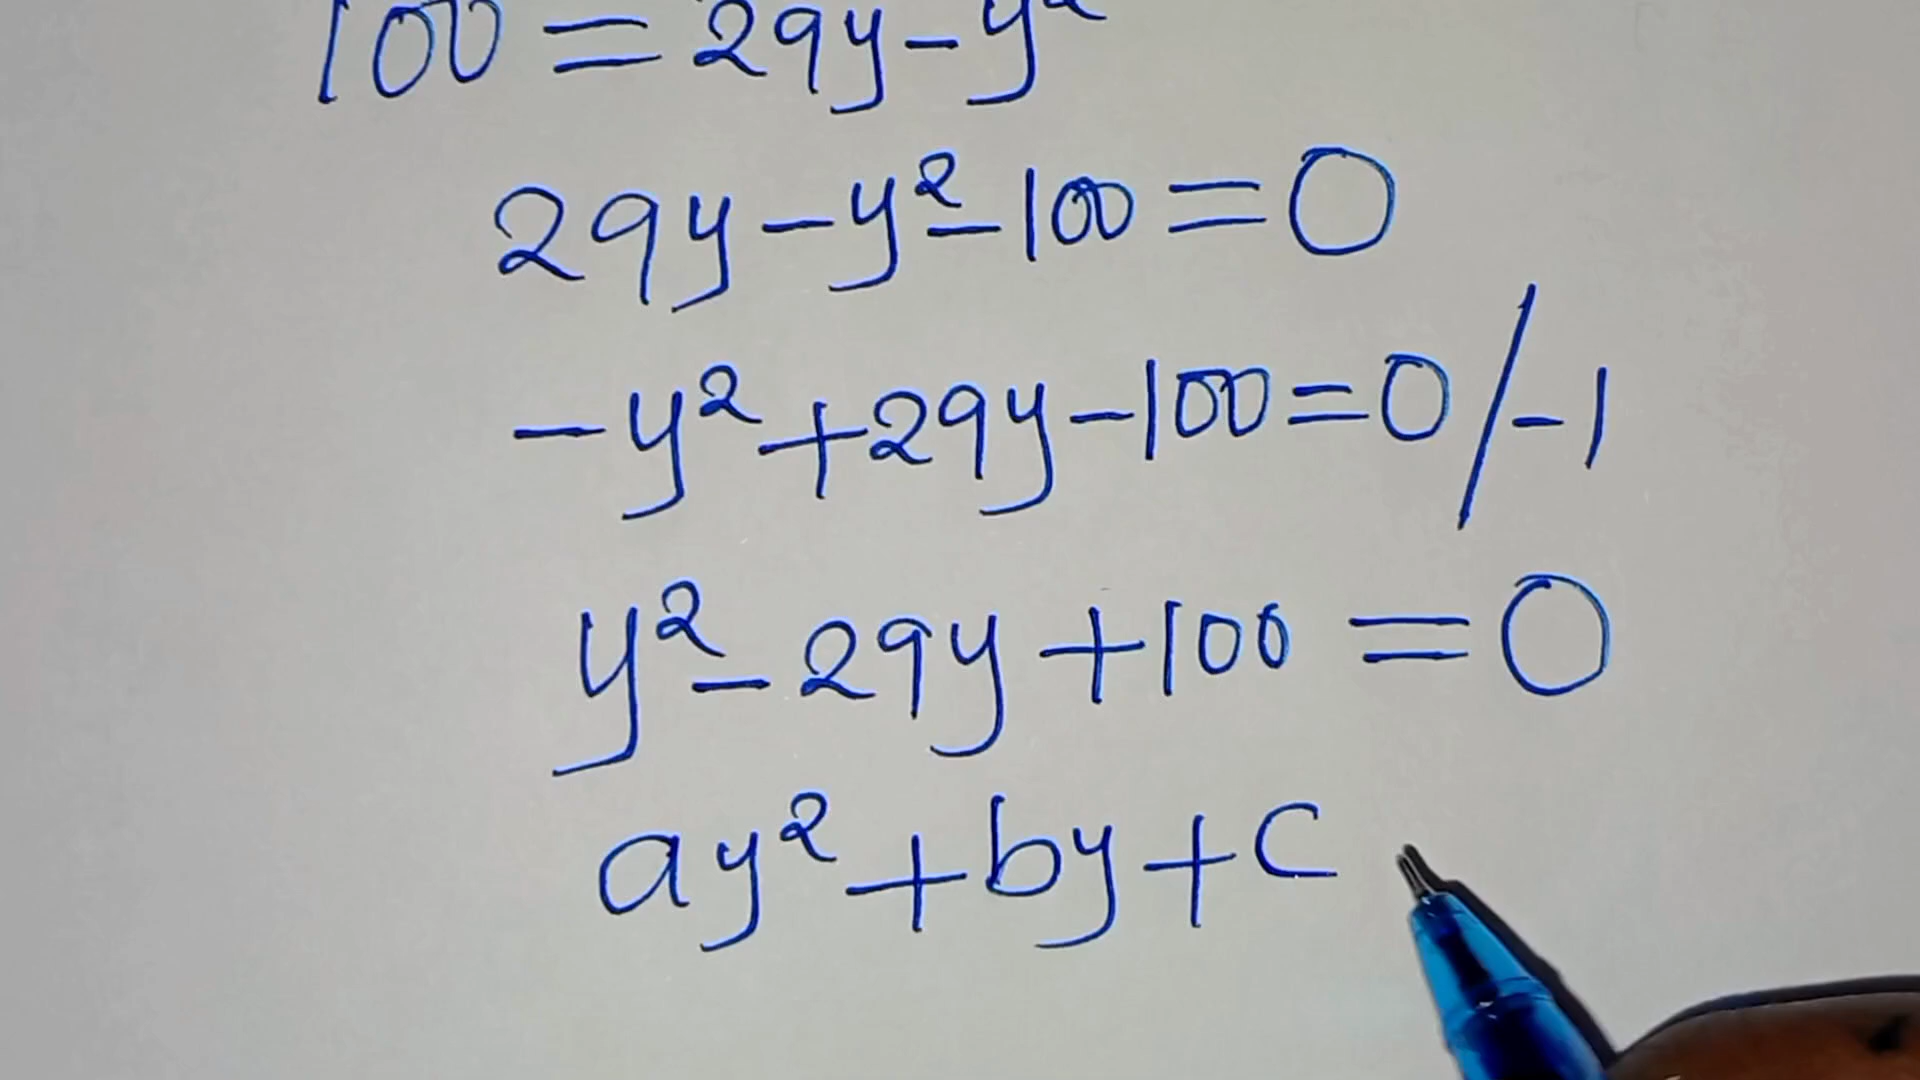 100 = 29y - y²
29y - y² - 100 = 0
-y² + 29y - 100 = 0 / -1
y² - 29y + 100 = 0
ay² + by + c